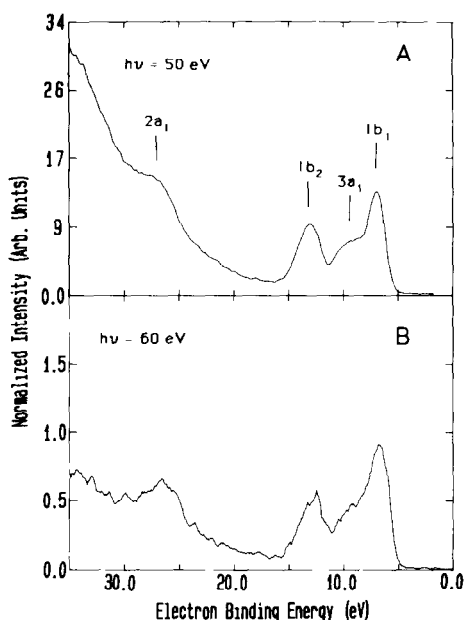 34
A
hν = 50 eV
26
2a₁
1b₁
1b₂
3a₁
17
9
0.0
Normalized Intensity (Arb. Units)
hν - 60 eV
B
1.5
1.0
0.5
0.0
30.0 20.0 10.0 0.0
Electron Binding Energy (eV)